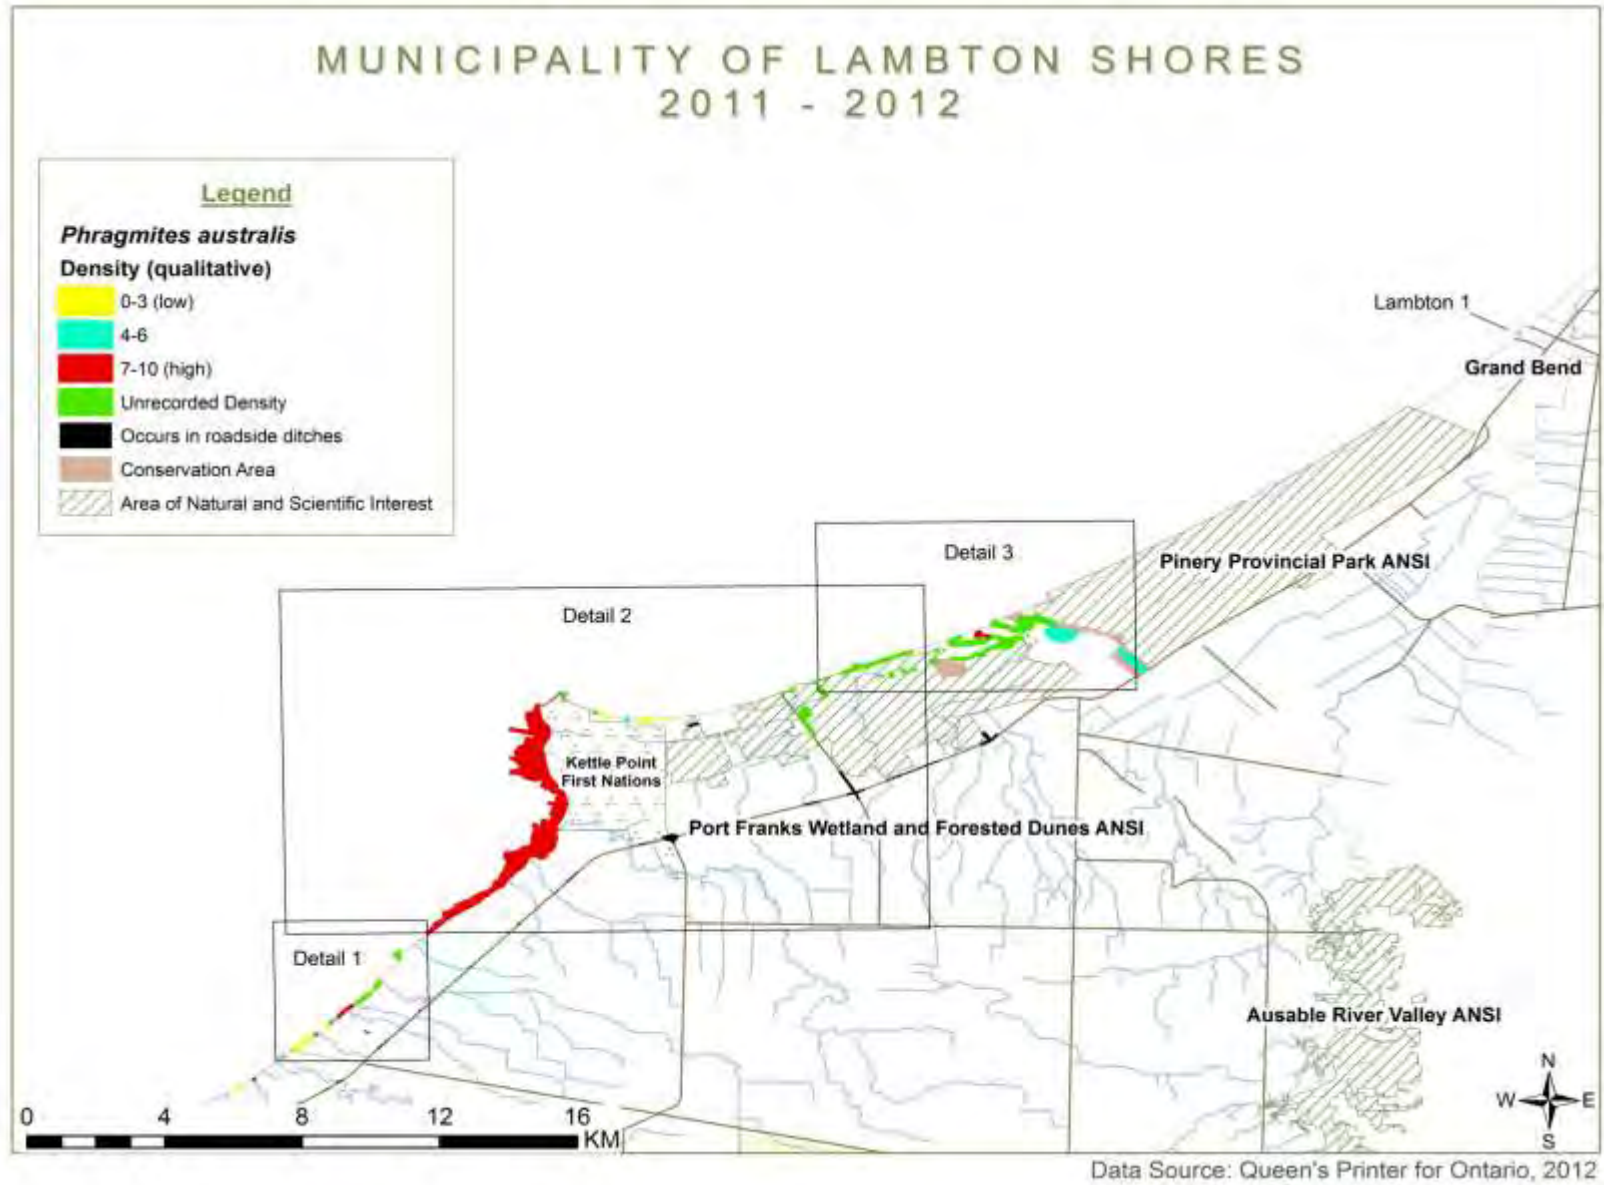 MUNICIPALITY OF LAMBTON SHORES
2011 - 2012
Legend
Phragmites australis
Density (qualitative)
0-3 (low)
4-6
7-10 (high)
Unrecorded Density
Occurs in roadside ditches
Conservation Area
Area of Natural and Scientific Interest
Lambton 1
Grand Bend
Detail 3
Pinery Provincial Park ANSI
Detail 2
Kettle Point
First Nations
Port Franks Wetland and Forested Dunes ANSI
Detail 1
Ausable River Valley ANSI
N
W E
S
0 4 8 12 16
KM
Data Source: Queen's Printer for Ontario, 2012